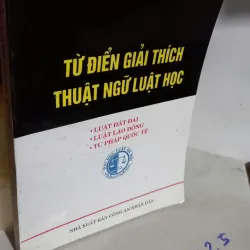 TỪ ĐIỂN GIẢI THÍCH
THUẬT NGỮ LUẬT HỌC
• LUẬT ĐẤT ĐAI
• LUẬT LAO ĐỘNG
• TƯ PHÁP QUỐC TẾ
NHÀ XUẤT BẢN CÔNG AN NHÂN DÂN
25